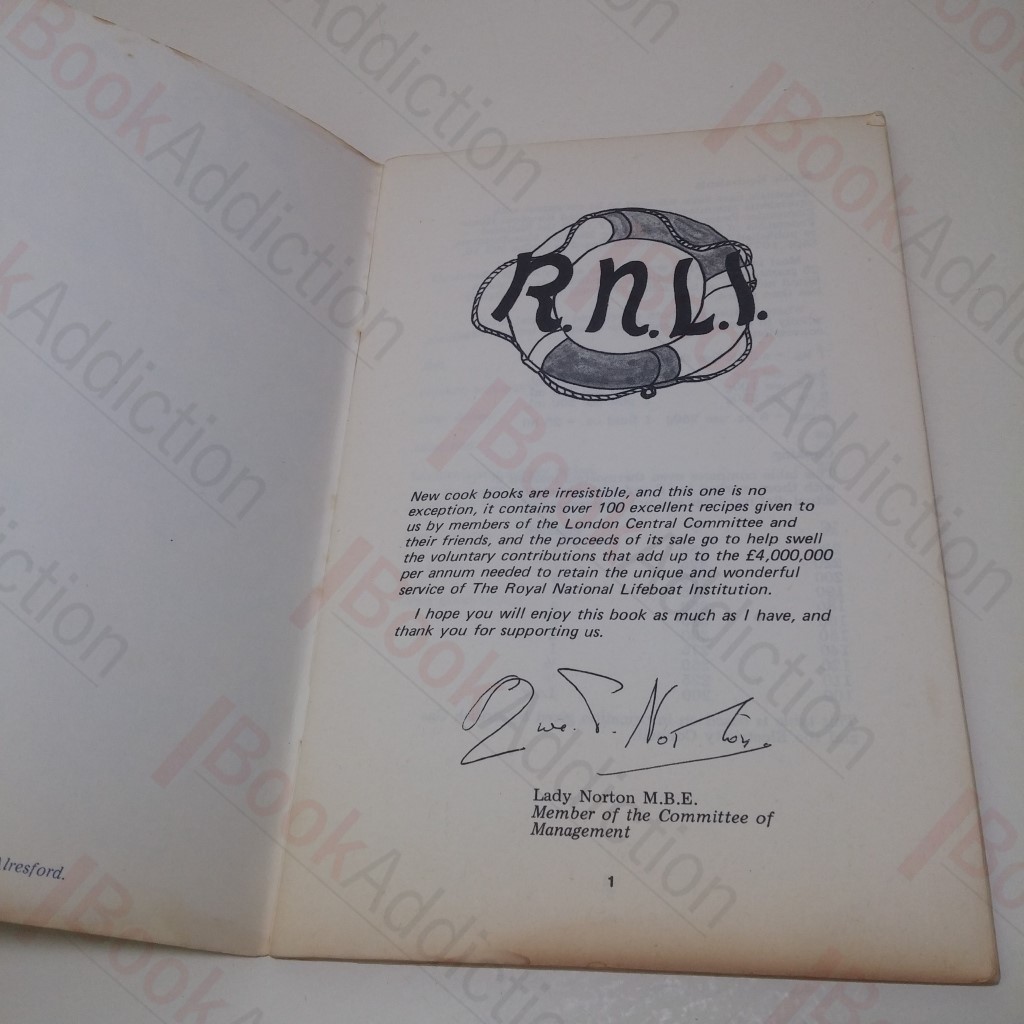 R.N.L.I.
New cook books are irresistible, and this one is no
exception, it contains over 100 excellent recipes given to
us by members of the London Central Committee and
their friends, and the proceeds of its sale go to help swell
the voluntary contributions that add up to the £4,000,000
per annum needed to retain the unique and wonderful
service of The Royal National Lifeboat Institution.
I hope you will enjoy this book as much as I have, and
thank you for supporting us.
Norton.
Lady Norton M.B.E.
Member of the Committee of
Management
1
lresford.
BookAddiction